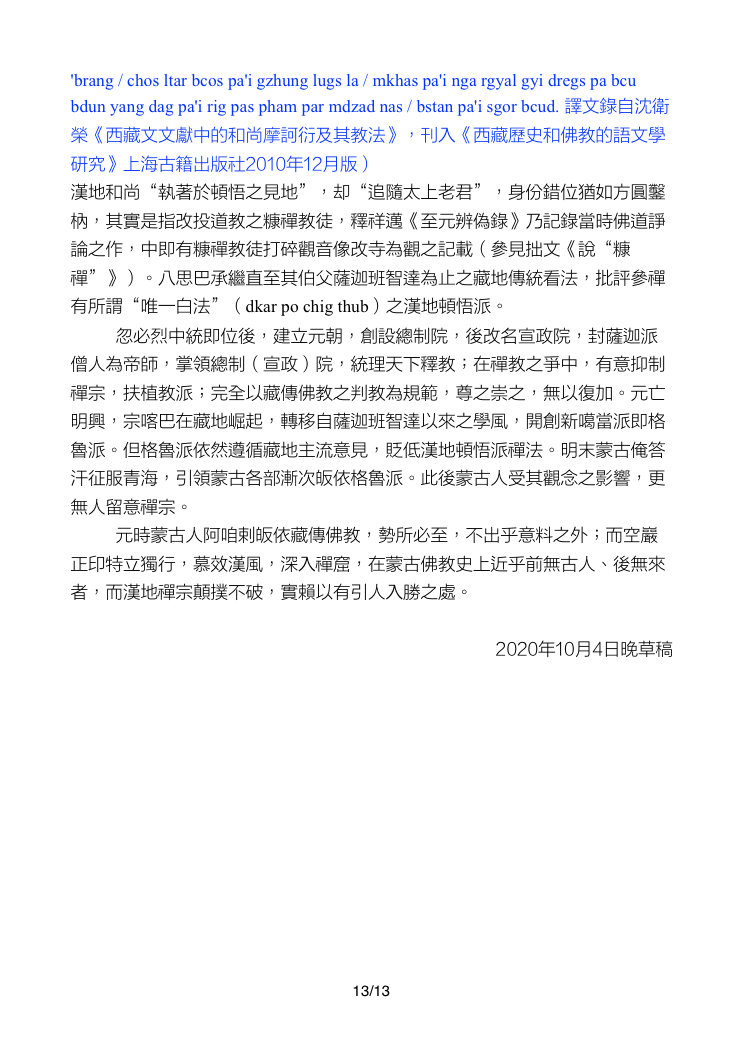 'brang / chos ltar bcos pa'i gzhung lugs la / mkhas pa'i nga rgyal gyi dregs pa bcu
bdun yang dag pa'i rig pas pham par mdzad nas / bstan pa'i sgor bcud. 譯文錄自沈衛
榮《西藏文文獻中的和尚摩訶衍及其教法》，刊入《西藏歷史和佛教的語文學
研究》上海古籍出版社2010年12月版）
漢地和尚“執著於頓悟之見地”，却“追隨太上老君”，身份錯位猶如方圓鑿
枘，其實是指改投道教之糠禪教徒，釋祥邁《至元辨偽錄》乃記錄當時佛道諍
論之作，中即有糠禪教徒打碎觀音像改寺為觀之記載（參見拙文《說“糠
禪”》）。八思巴承繼直至其伯父薩迦班智達為止之藏地傳統看法，批評參禪
有所謂“唯一白法”（dkar po chig thub）之漢地頓悟派。
忽必烈中統即位後，建立元朝，創設總制院，後改名宣政院，封薩迦派
僧人為帝師，掌領總制（宣政）院，統理天下釋教；在禪教之爭中，有意抑制
禪宗，扶植教派；完全以藏傳佛教之判教為規範，尊之崇之，無以復加。元亡
明興，宗喀巴在藏地崛起，轉移自薩迦班智達以來之學風，開創新噶當派即格
魯派。但格魯派依然遵循藏地主流意見，貶低漢地頓悟派禪法。明末蒙古俺答
汗征服青海，引領蒙古各部漸次皈依格魯派。此後蒙古人受其觀念之影響，更
無人留意禪宗。
元時蒙古人阿咱剌皈依藏傳佛教，勢所必至，不出乎意料之外；而空巖
正印特立獨行，慕效漢風，深入禪窟，在蒙古佛教史上近乎前無古人、後無來
者，而漢地禪宗顛撲不破，實賴以有引人入勝之處。
2020年10月4日晚草稿
13/13